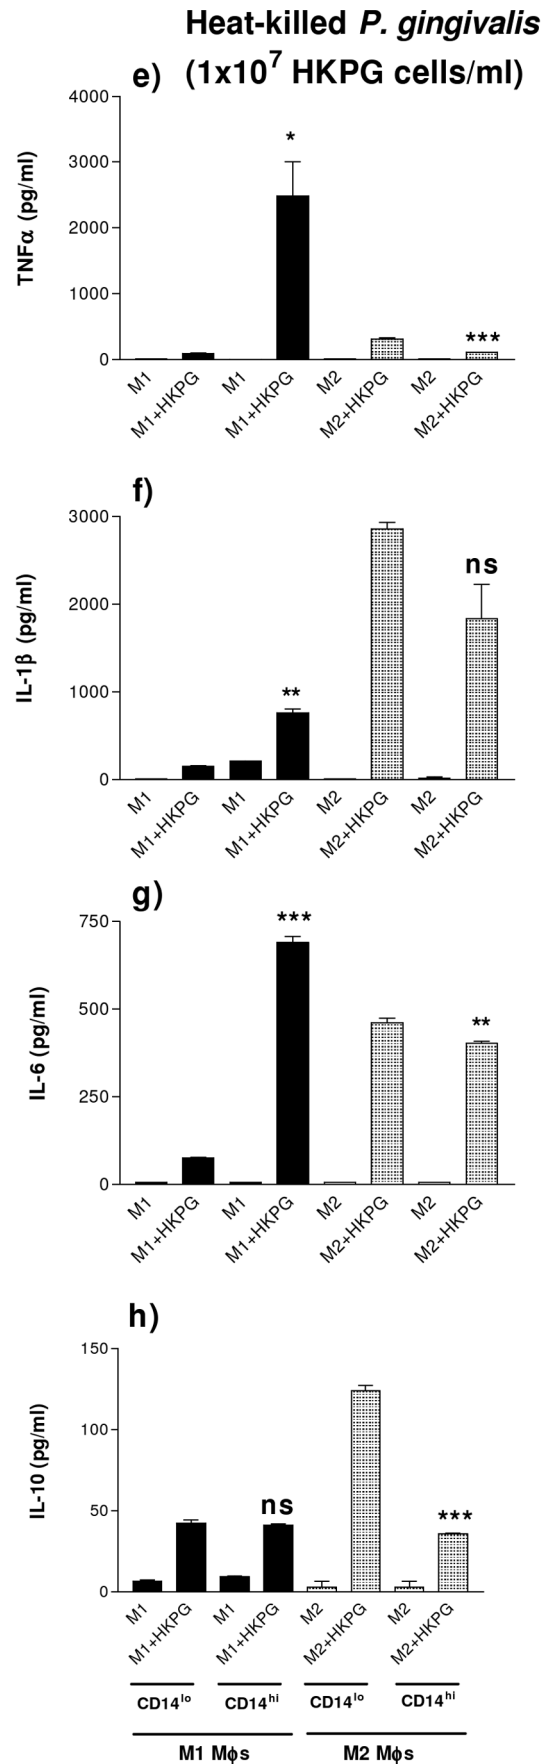 Heat-killed P. gingivalis
e) (1x10⁷ HKPG cells/ml)
TNFα (pg/ml)
4000
3000
2000
1000
0
*
***
M1 M1+HKPG M1 M1+HKPG M2 M2+HKPG M2 M2+HKPG
f)
IL-1β (pg/ml)
3000
2000
1000
0
**
ns
M1 M1+HKPG M1 M1+HKPG M2 M2+HKPG M2 M2+HKPG
g)
IL-6 (pg/ml)
750
500
250
0
***
**
M1 M1+HKPG M1 M1+HKPG M2 M2+HKPG M2 M2+HKPG
h)
IL-10 (pg/ml)
150
100
50
0
ns
***
M1 M1+HKPG M1 M1+HKPG M2 M2+HKPG M2 M2+HKPG
CD14ˡᵒ CD14ʰⁱ CD14ˡᵒ CD14ʰⁱ
M1 Mϕs M2 Mϕs